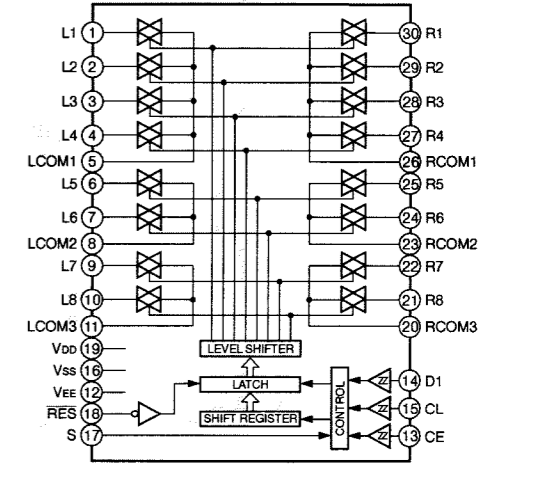 L1 1 30 R1
L2 2 29 R2
L3 3 28 R3
L4 4 27 R4
LCOM1 5 26 RCOM1
L5 6 25 R5
L6 7 24 R6
LCOM2 8 23 RCOM2
L7 9 22 R7
L8 10 21 R8
LCOM3 11 20 RCOM3
VDD 19 LEVEL SHIFTER
VSS 16
VEE 12 LATCH CONTROL 14 D1
RES 18 SHIFT REGISTER 15 CL
S 17 13 CE